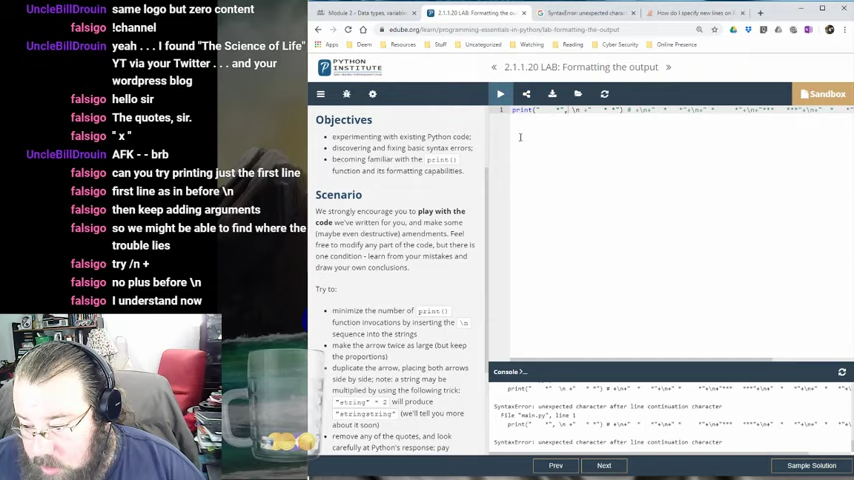 UncleBillDrouin same logo but zero content
falsigo !channel
UncleBillDrouin yeah . . . I found "The Science of Life"
YT via your Twitter . . . and your
wordpress blog
falsigo hello sir
falsigo The quotes, sir.
falsigo " x "
UncleBillDrouin AFK - - brb
falsigo can you try printing just the first line
falsigo first line as in before \n
falsigo then keep adding arguments
falsigo so we might be able to find where the
trouble lies
falsigo try /n +
falsigo no plus before \n
falsigo I understand now
Module 2 – Data types, variables
2.1.1.20 LAB: Formatting the out
SyntaxError: unexpected charact
How do I specify new lines on
edube.org/learn/programming-essentials-in-python/lab-formatting-the-output
Apps
Deem
Resources
Stuff
Uncategorized
Watching
Reading
Cyber Security
Online Presence
PYTHON
INSTITUTE
2.1.1.20 LAB: Formatting the output
Sandbox
Objectives
experimenting with existing Python code;
discovering and fixing basic syntax errors;
becoming familiar with the print()
function and its formatting capabilities.
Scenario
We strongly encourage you to play with the
code we've written for you, and make some
(maybe even destructive) amendments. Feel
free to modify any part of the code, but there is
one condition - learn from your mistakes and
draw your own conclusions.
Try to:
minimize the number of print()
function invocations by inserting the \n
sequence into the strings
make the arrow twice as large (but keep
the proportions)
duplicate the arrow, placing both arrows
side by side; note: a string may be
multiplied by using the following trick:
"string" * 2 will produce
"stringstring" (we'll tell you more
about it soon)
remove any of the quotes, and look
carefully at Python's response; pay
1
Console
SyntaxError: unexpected character after line continuation character
File "main.py", line 1
SyntaxError: unexpected character after line continuation character
Prev
Next
Sample Solution